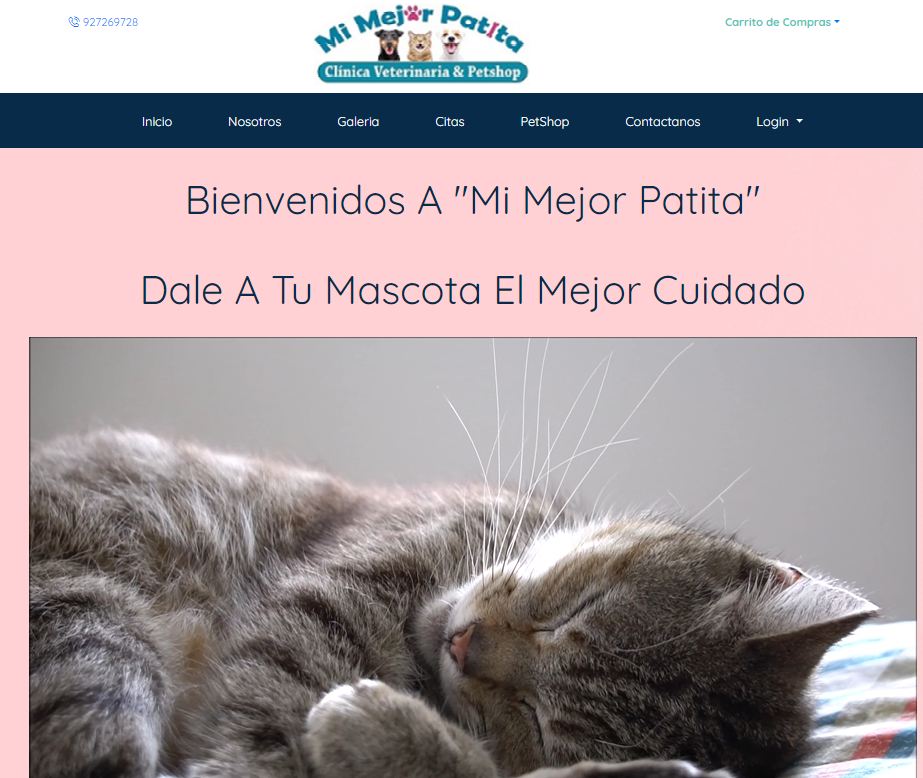 927269728
Mi Mejor Patita
Clínica Veterinaria & Petshop
Carrito de Compras
Inicio Nosotros Galeria Citas PetShop Contactanos Login
Bienvenidos A "Mi Mejor Patita"
Dale A Tu Mascota El Mejor Cuidado